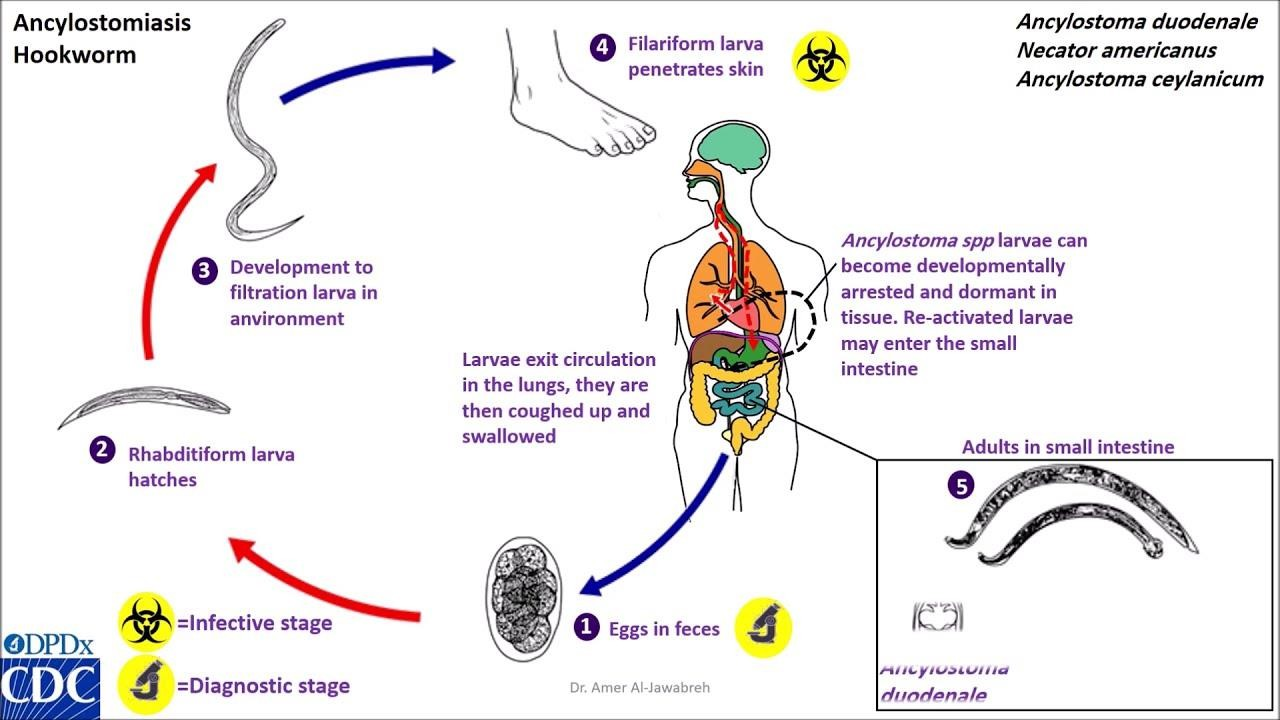 Ancylostomiasis
Hookworm
4
Filariform larva
penetrates skin
Ancylostoma duodenale
Necator americanus
Ancylostoma ceylanicum
3
Development to
filtration larva in
anvironment
Ancylostoma spp larvae can
become developmentally
arrested and dormant in
tissue. Re-activated larvae
may enter the small
intestine
Larvae exit circulation
in the lungs, they are
then coughed up and
swallowed
2
Rhabditiform larva
hatches
Adults in small intestine
5
1
Eggs in feces
=Infective stage
=Diagnostic stage
DPDx
CDC
Dr. Amer Al-Jawabreh
Ancylostoma
duodenale